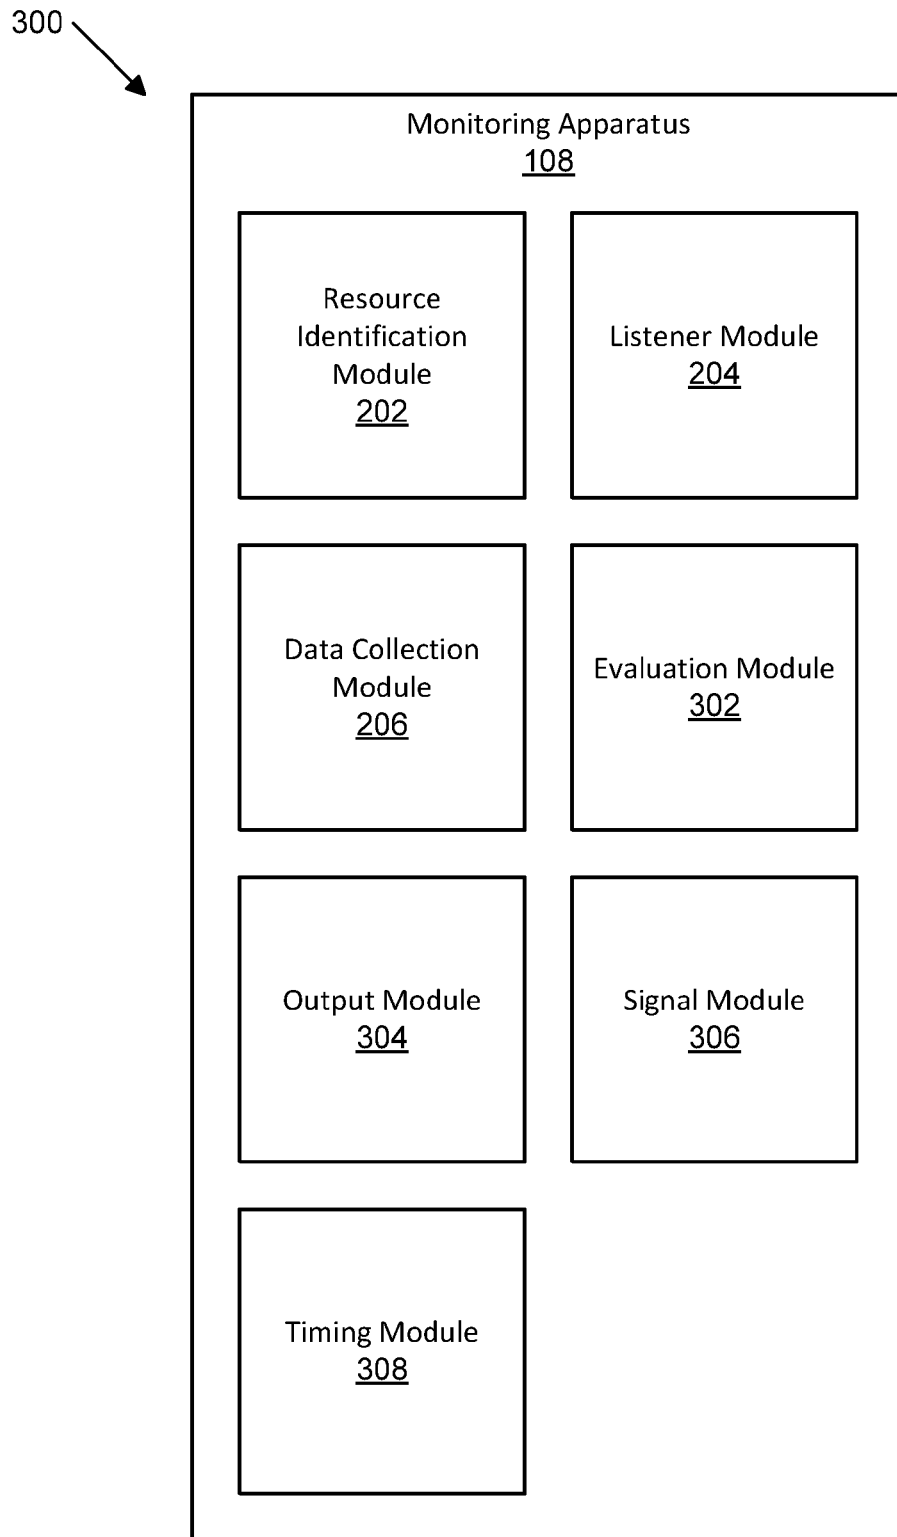 300
Monitoring Apparatus
108
Resource
Identification
Module
202
Listener Module
204
Data Collection
Module
206
Evaluation Module
302
Output Module
304
Signal Module
306
Timing Module
308